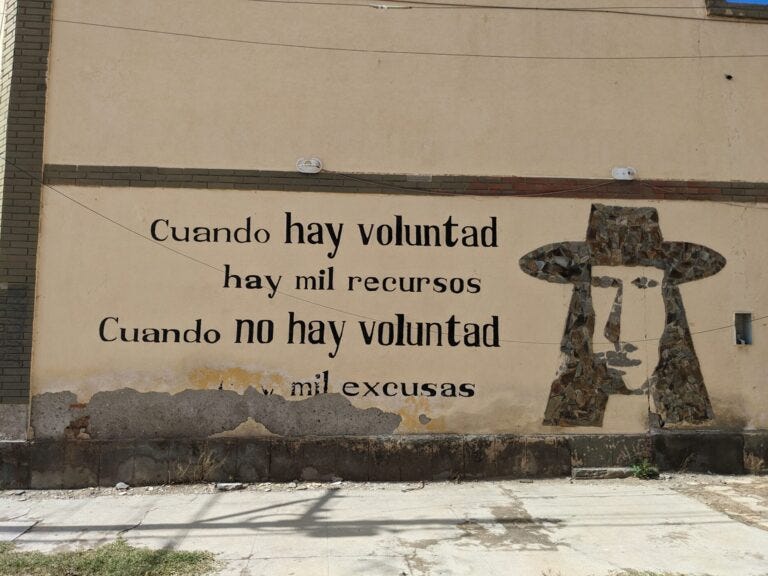 Cuando hay voluntad
hay mil recursos
Cuando no hay voluntad
mil excusas